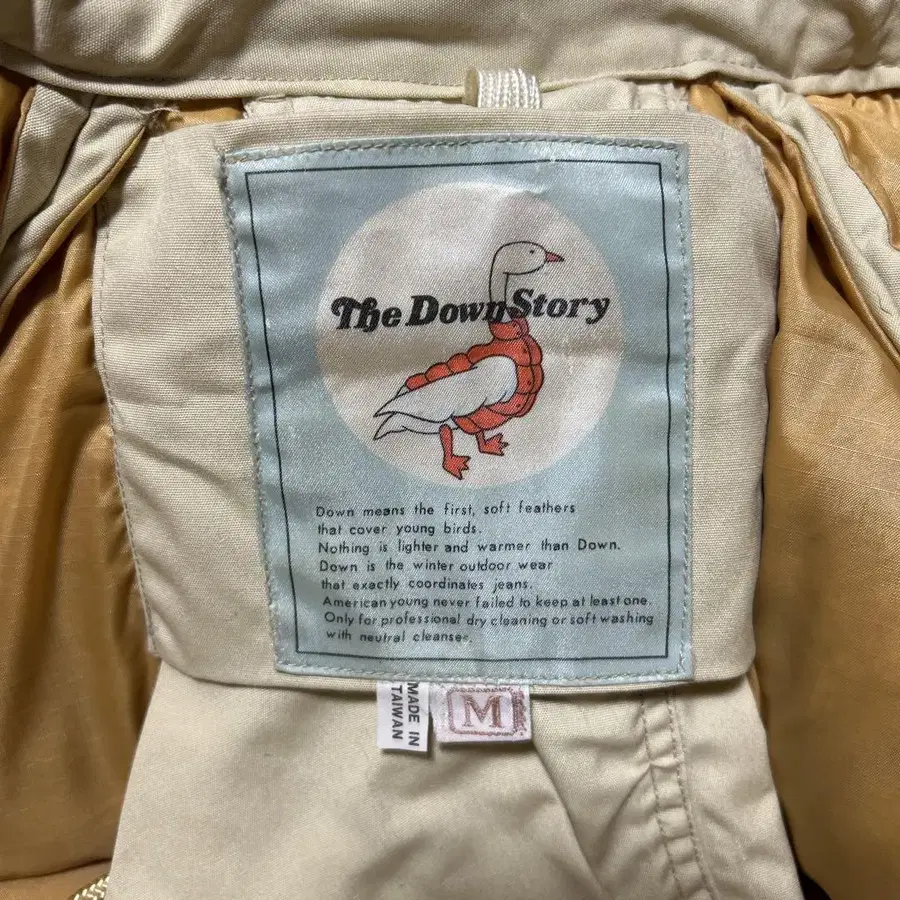 The Down Story
Down means the first, soft feathers
that cover young birds.
Nothing is lighter and warmer than Down.
Down is the winter outdoor wear
that exactly coordinates jeans.
American young never failed to keep at least one.
Only for professional dry cleaning or soft washing
with neutral cleanser.
MADE IN
TAIWAN
M